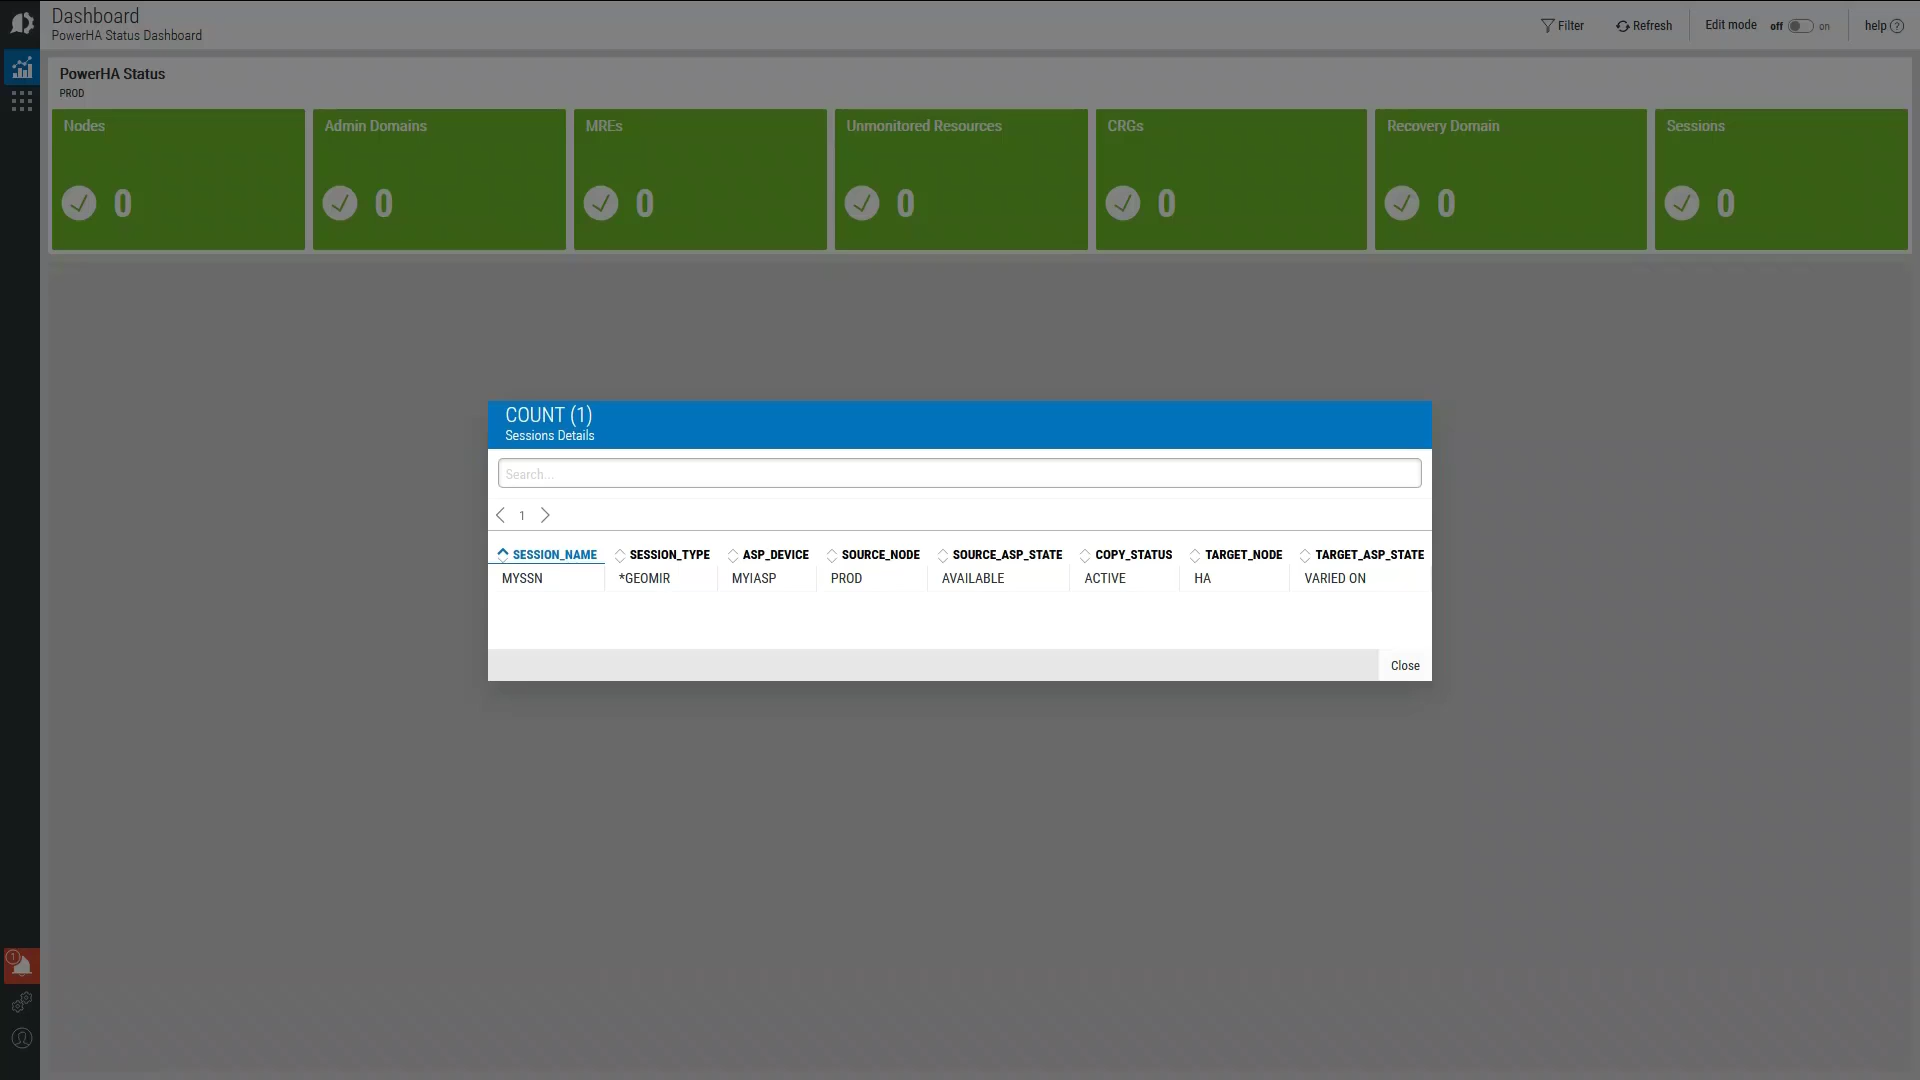 Dashboard
PowerHA Status Dashboard
Filter
Refresh
Edit mode off on
help ?
PowerHA Status
PROD
Nodes
0
Admin Domains
0
MREs
0
Unmonitored Resources
0
CRGs
0
Recovery Domain
0
Sessions
0
COUNT (1)
Sessions Details
Search...
1
SESSION_NAME SESSION_TYPE ASP_DEVICE SOURCE_NODE SOURCE_ASP_STATE COPY_STATUS TARGET_NODE TARGET_ASP_STATE
MYSSN *GEOMIR MYIASP PROD AVAILABLE ACTIVE HA VARIED ON
Close
1